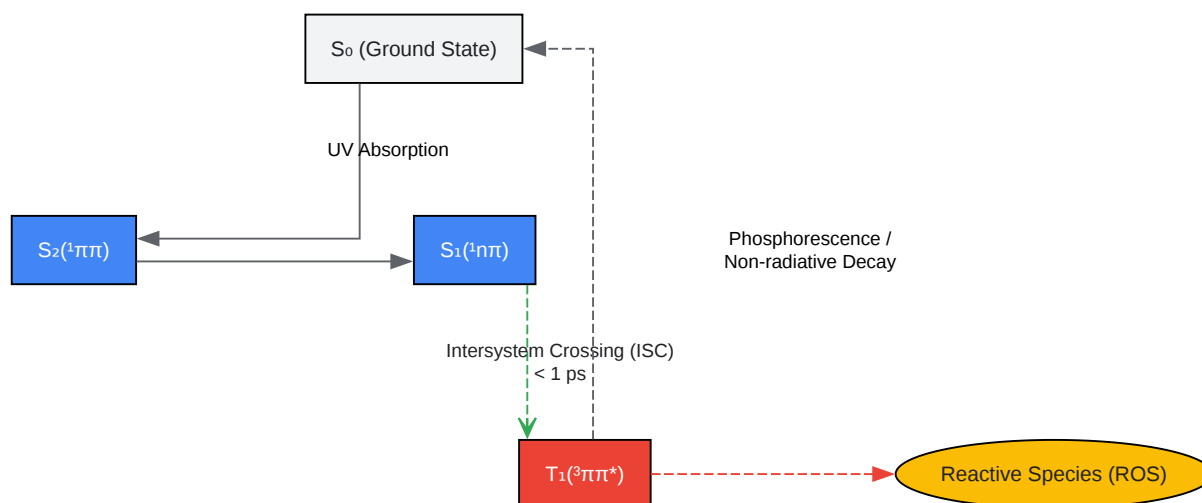 S₀ (Ground State)
UV Absorption
S₂(¹ππ)
S₁(¹nπ)
Phosphorescence /
Non-radiative Decay
Intersystem Crossing (ISC)
< 1 ps
T₁(³ππ*)
Reactive Species (ROS)